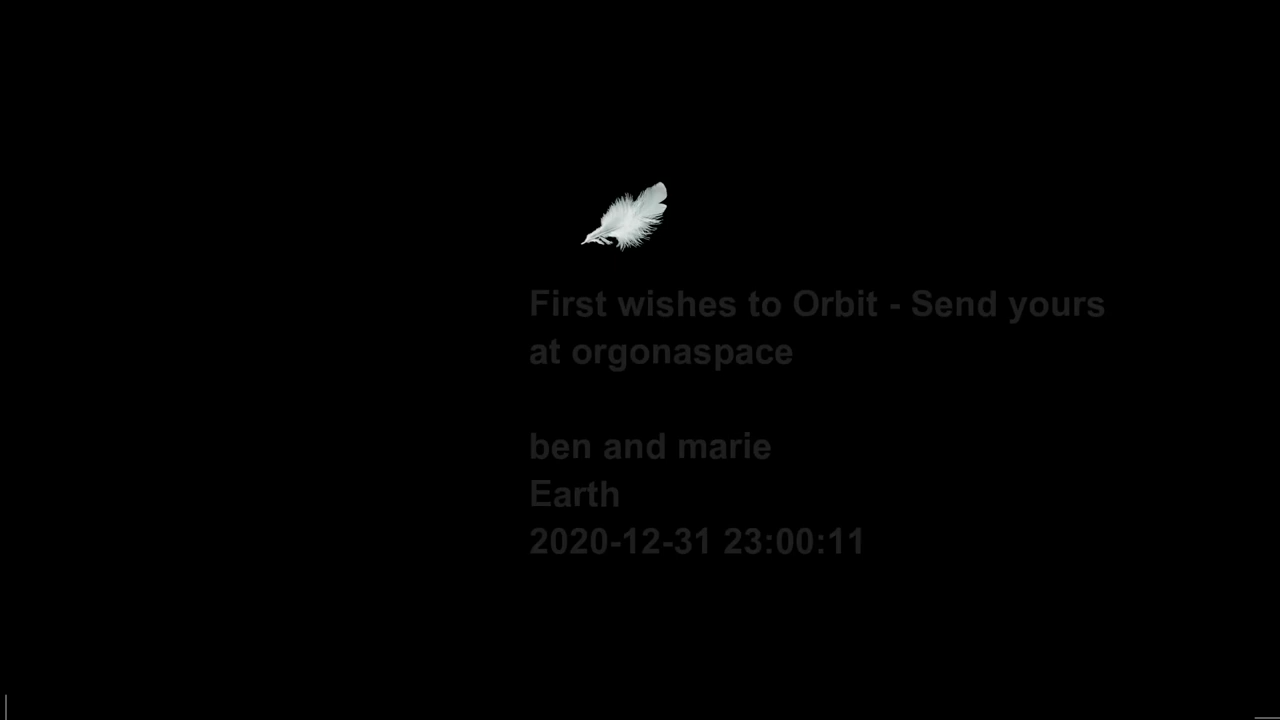 First wishes to Orbit - Send yours
at orgonaspace
ben and marie
Earth
2020-12-31 23:00:11